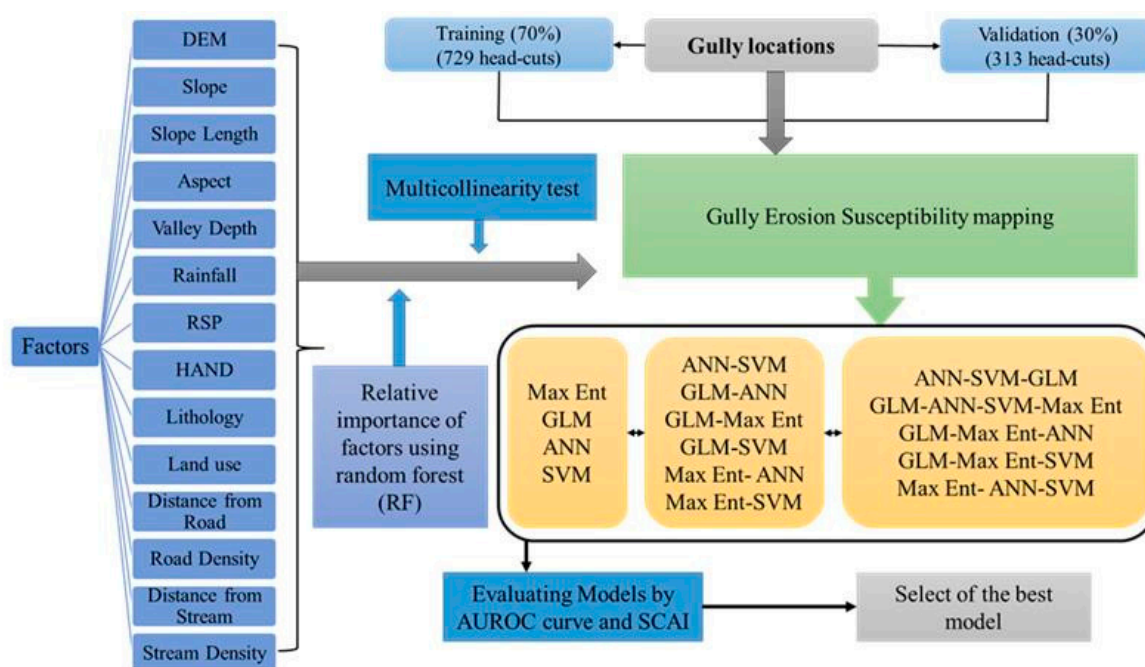 Factors
DEM
Slope
Slope Length
Aspect
Valley Depth
Rainfall
RSP
HAND
Lithology
Land use
Distance from
Road
Road Density
Distance from
Stream
Stream Density
Training (70%)
(729 head-cuts)
Gully locations
Validation (30%)
(313 head-cuts)
Multicollinearity test
Relative
importance of
factors using
random forest
(RF)
Gully Erosion Susceptibility mapping
Max Ent
GLM
ANN
SVM
ANN-SVM
GLM-ANN
GLM-Max Ent
GLM-SVM
Max Ent- ANN
Max Ent-SVM
ANN-SVM-GLM
GLM-ANN-SVM-Max Ent
GLM-Max Ent-ANN
GLM-Max Ent-SVM
Max Ent- ANN-SVM
Evaluating Models by
AUROC curve and SCAI
Select of the best
model